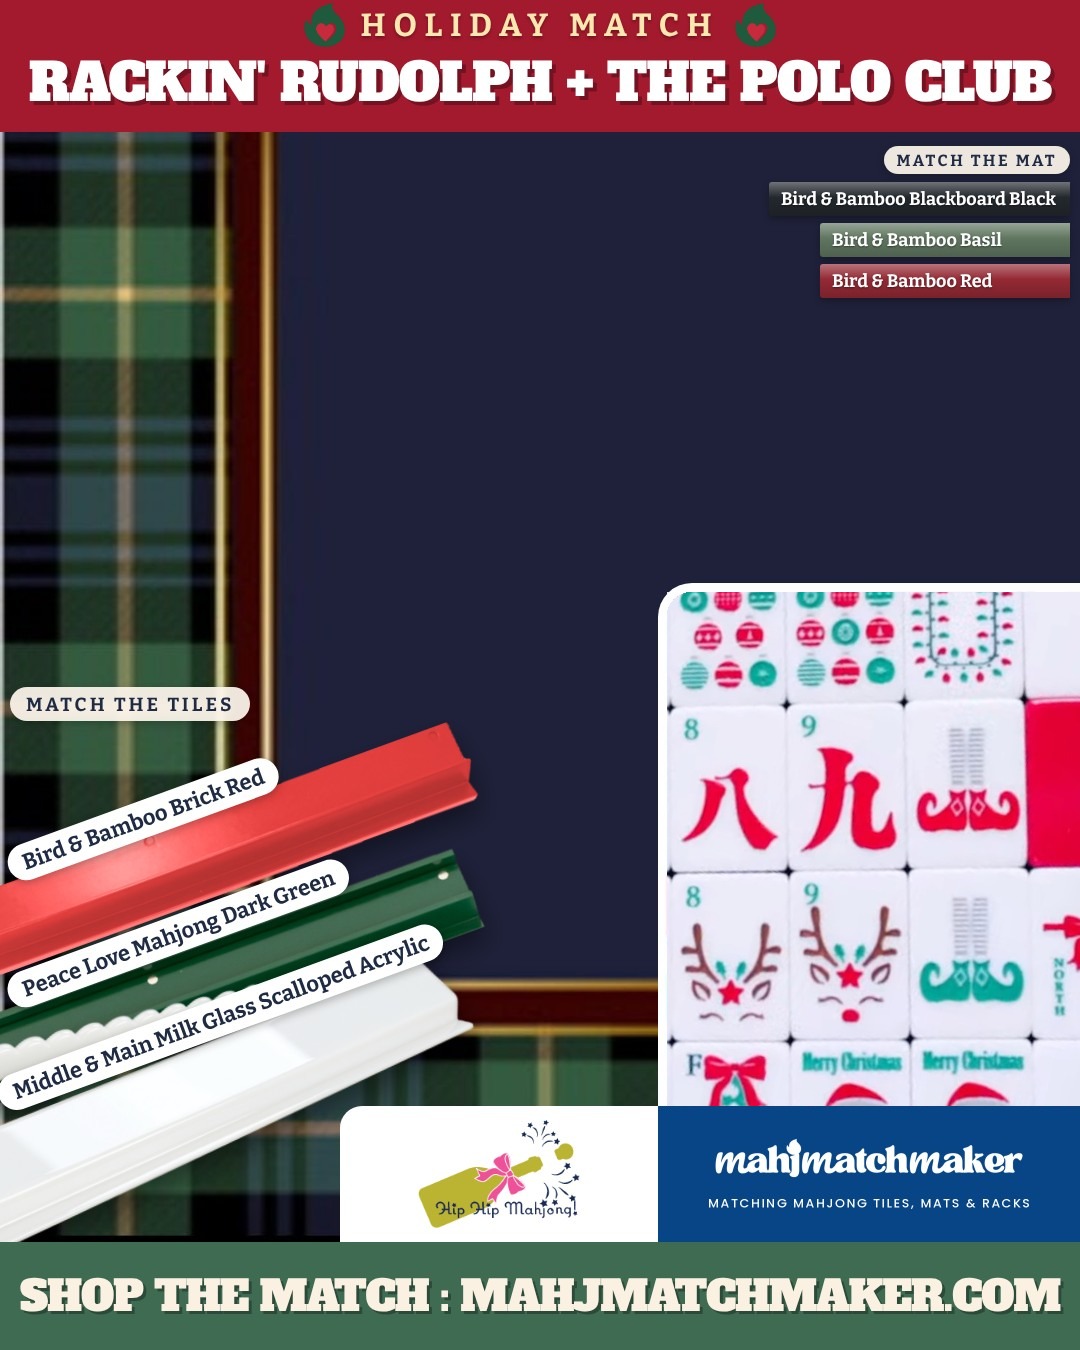 HOLIDAY MATCH
RACKIN' RUDOLPH + THE POLO CLUB
MATCH THE MAT
Bird & Bamboo Blackboard Black
Bird & Bamboo Basil
Bird & Bamboo Red
MATCH THE TILES
Bird & Bamboo Brick Red
Peace Love Mahjong Dark Green
Middle & Main Milk Glass Scalloped Acrylic
8 9
八 九
8 9
NORTH
F Merry Christmas Merry Christmas
Hip Hip Mahjong!
mahjmatchmaker
MATCHING MAHJONG TILES, MATS & RACKS
SHOP THE MATCH : MAHJMATCHMAKER.COM